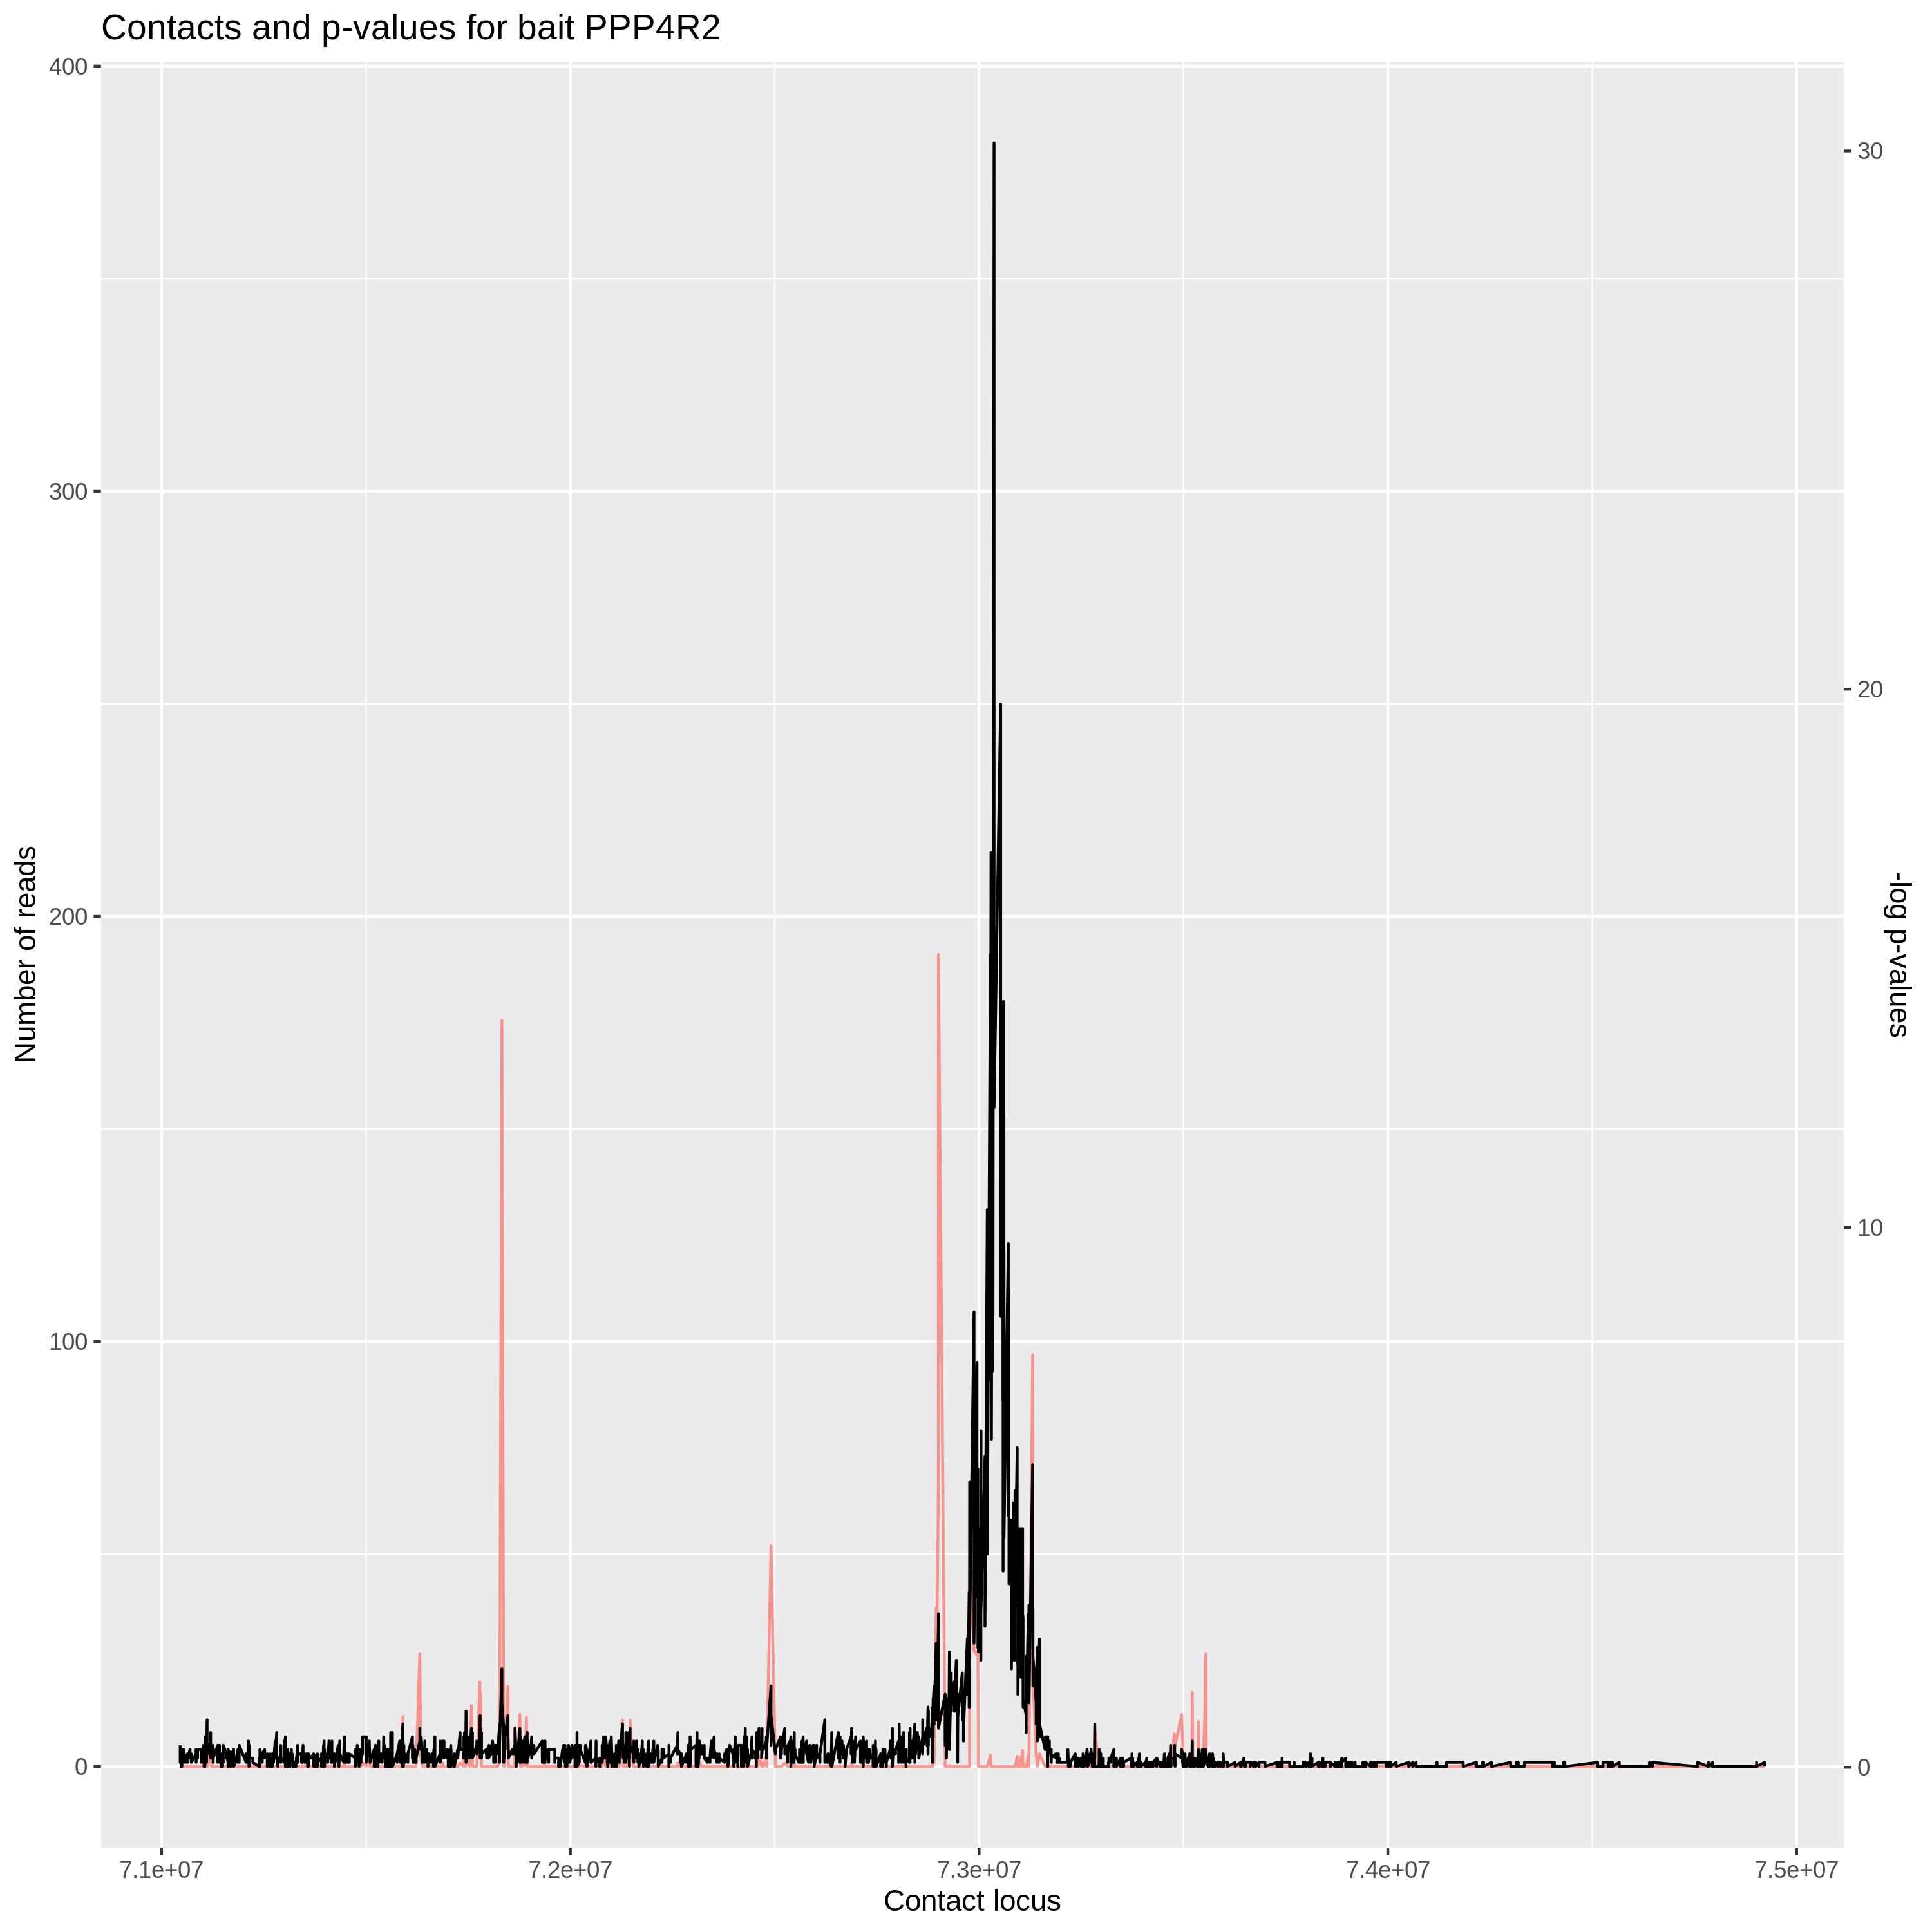 Contacts and p-values for bait PPP4R2
400
300
200
100
0
Number of reads
30
20
10
0
-log p-values
7.1e+07 7.2e+07 7.3e+07 7.4e+07 7.5e+07
Contact locus